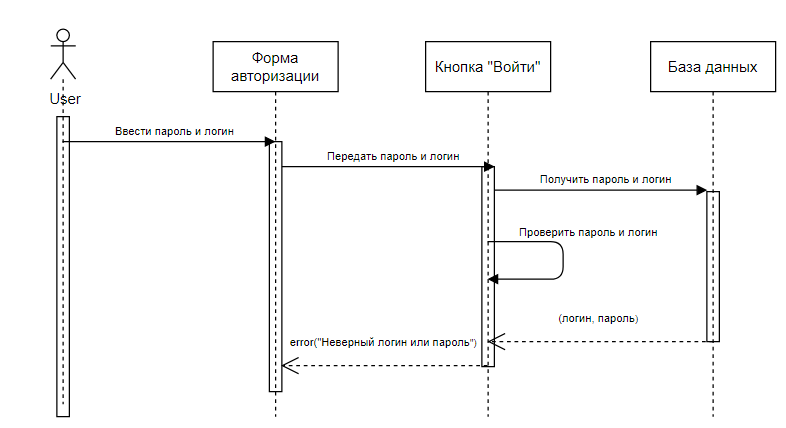 User
Форма
авторизации
Кнопка "Войти"
База данных
Ввести пароль и логин
Передать пароль и логин
Получить пароль и логин
Проверить пароль и логин
(логин, пароль)
error("Неверный логин или пароль")